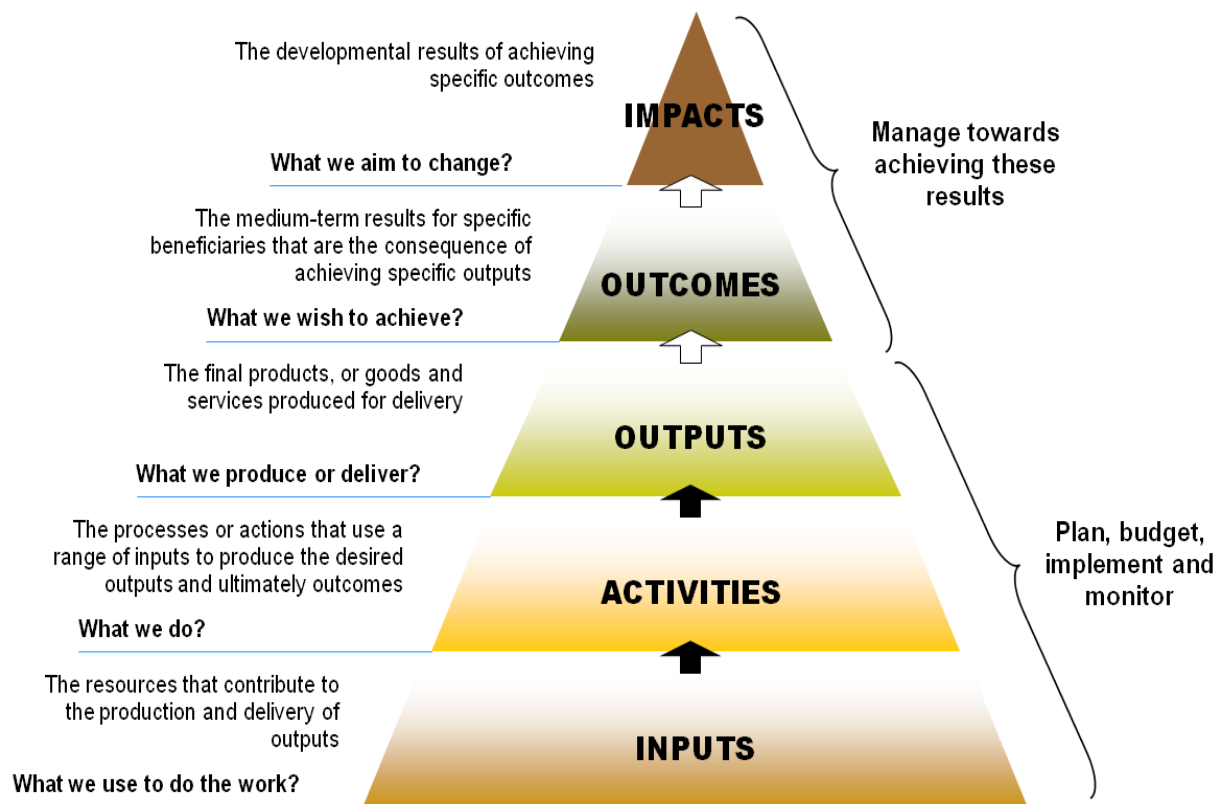 The developmental results of achieving
specific outcomes
IMPACTS
What we aim to change?
Manage towards
achieving these
results
The medium-term results for specific
beneficiaries that are the consequence of
achieving specific outputs
OUTCOMES
What we wish to achieve?
The final products, or goods and
services produced for delivery
OUTPUTS
What we produce or deliver?
The processes or actions that use a
range of inputs to produce the desired
outputs and ultimately outcomes
ACTIVITIES
What we do?
Plan, budget,
implement and
monitor
The resources that contribute to
the production and delivery of
outputs
INPUTS
What we use to do the work?